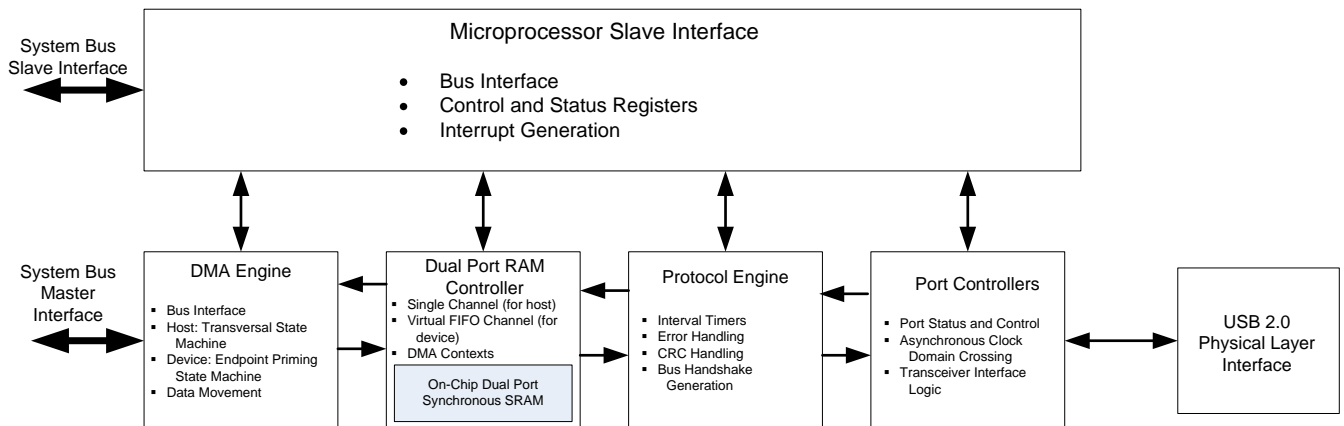 Microprocessor Slave Interface
• Bus Interface
• Control and Status Registers
• Interrupt Generation
System Bus
Slave Interface
System Bus
Master
Interface
DMA Engine
▪ Bus Interface
▪ Host: Transversal State
Machine
▪ Device: Endpoint Priming
State Machine
▪ Data Movement
Dual Port RAM
Controller
▪ Single Channel (for host)
▪ Virtual FIFO Channel (for
device)
▪ DMA Contexts
On-Chip Dual Port
Synchronous SRAM
Protocol Engine
▪ Interval Timers
▪ Error Handling
▪ CRC Handling
▪ Bus Handshake
Generation
Port Controllers
▪ Port Status and Control
▪ Asynchronous Clock
Domain Crossing
▪ Transceiver Interface
Logic
USB 2.0
Physical Layer
Interface